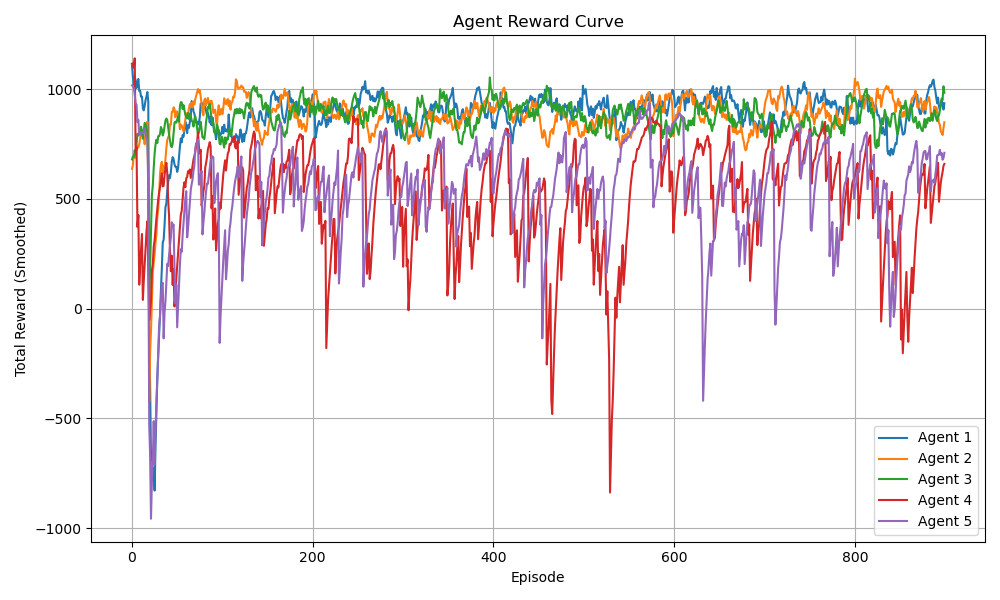 Agent Reward Curve
Total Reward (Smoothed)
1000
500
0
−500
−1000
0 200 400 600 800
Episode
Agent 1
Agent 2
Agent 3
Agent 4
Agent 5